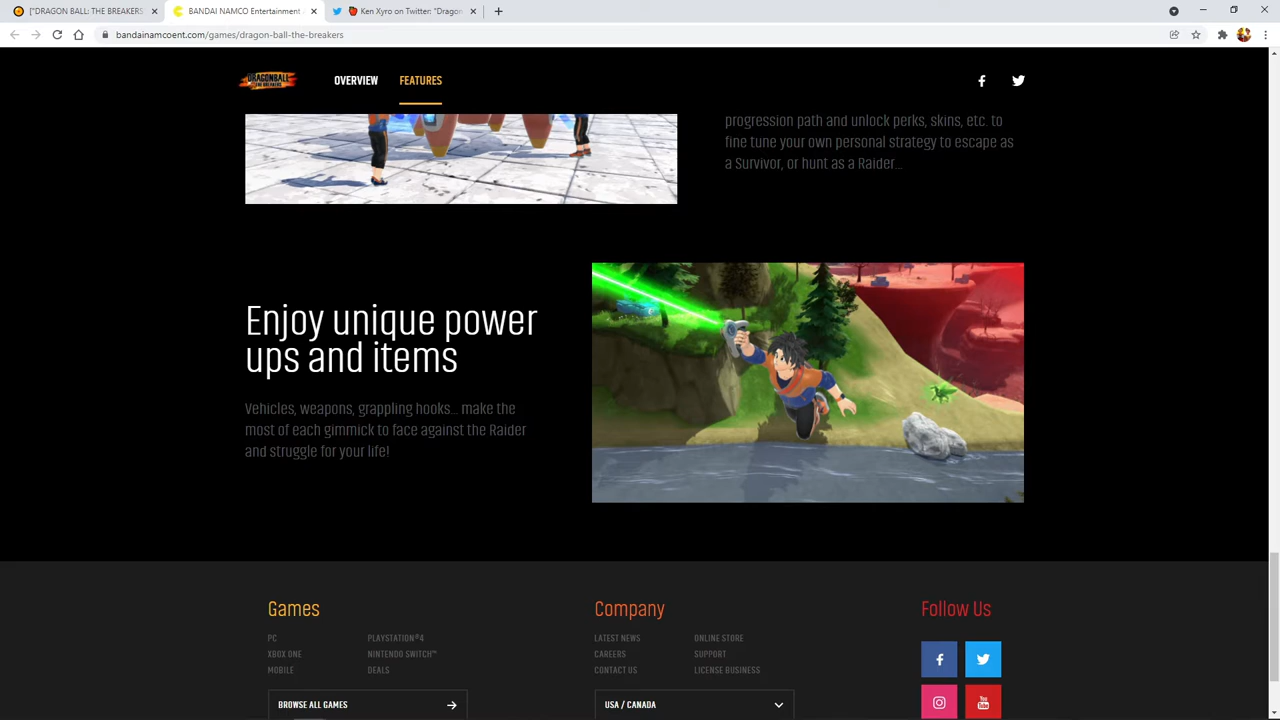 ["DRAGON BALL: THE BREAKERS
BANDAI NAMCO Entertainment A
Ken Xyro on Twitter: "Dragon
bandainamcoent.com/games/dragon-ball-the-breakers
DRAGONBALL
THE BREAKERS
OVERVIEW
FEATURES
progression path and unlock perks, skins, etc. to
fine tune your own personal strategy to escape as
a Survivor, or hunt as a Raider...
Enjoy unique power
ups and items
Vehicles, weapons, grappling hooks... make the
most of each gimmick to face against the Raider
and struggle for your life!
Games
PC
PLAYSTATION®4
XBOX ONE
NINTENDO SWITCH™
MOBILE
DEALS
BROWSE ALL GAMES
Company
LATEST NEWS
ONLINE STORE
CAREERS
SUPPORT
CONTACT US
LICENSE BUSINESS
USA / CANADA
Follow Us
You
Tube